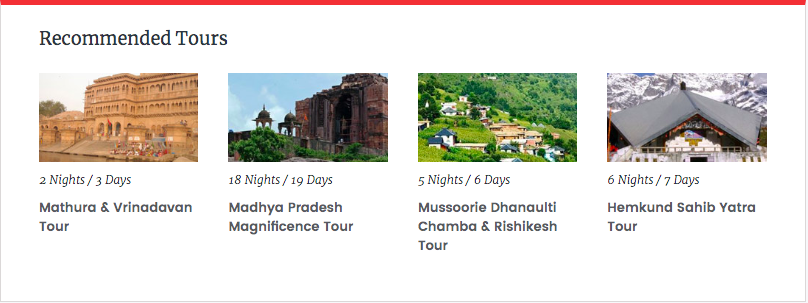 Recommended Tours
2 Nights / 3 Days
Mathura & Vrinadavan
Tour
18 Nights / 19 Days
Madhya Pradesh
Magnificence Tour
5 Nights / 6 Days
Mussoorie Dhanaulti
Chamba & Rishikesh
Tour
6 Nights / 7 Days
Hemkund Sahib Yatra
Tour